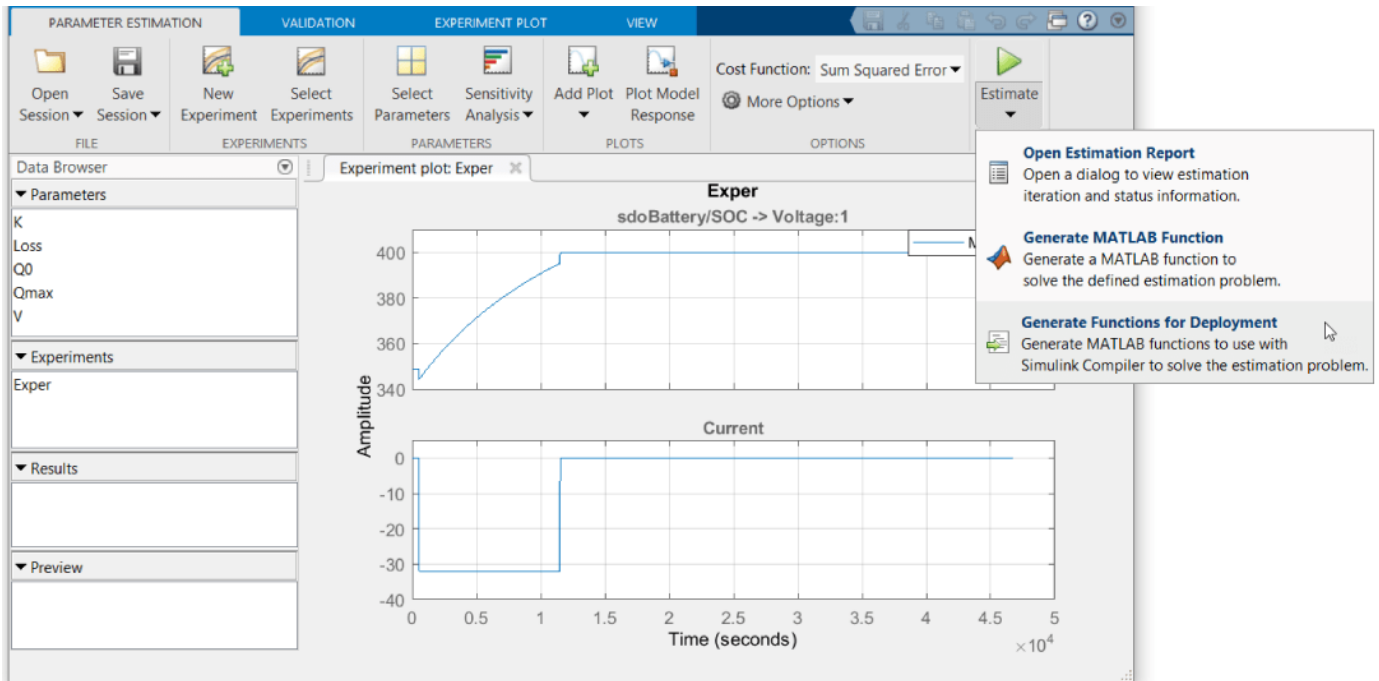 PARAMETER ESTIMATION VALIDATION EXPERIMENT PLOT VIEW
Open Session
Save Session
New Experiment
Select Experiments
Select Parameters
Sensitivity Analysis
Add Plot
Plot Model Response
Cost Function: Sum Squared Error
More Options
Estimate
FILE EXPERIMENTS PARAMETERS PLOTS OPTIONS
Open Estimation Report
Open a dialog to view estimation
iteration and status information.
Generate MATLAB Function
Generate a MATLAB function to
solve the defined estimation problem.
Generate Functions for Deployment
Generate MATLAB functions to use with
Simulink Compiler to solve the estimation problem.
Data Browser
Parameters
K
Loss
Q0
Qmax
V
Experiments
Exper
Results
Preview
Experiment plot: Exper
Exper
sdoBattery/SOC -> Voltage:1
M
400
380
360
340
Amplitude
Current
0
-10
-20
-30
-40
0 0.5 1 1.5 2 2.5 3 3.5 4 4.5 5
Time (seconds)
×10⁴